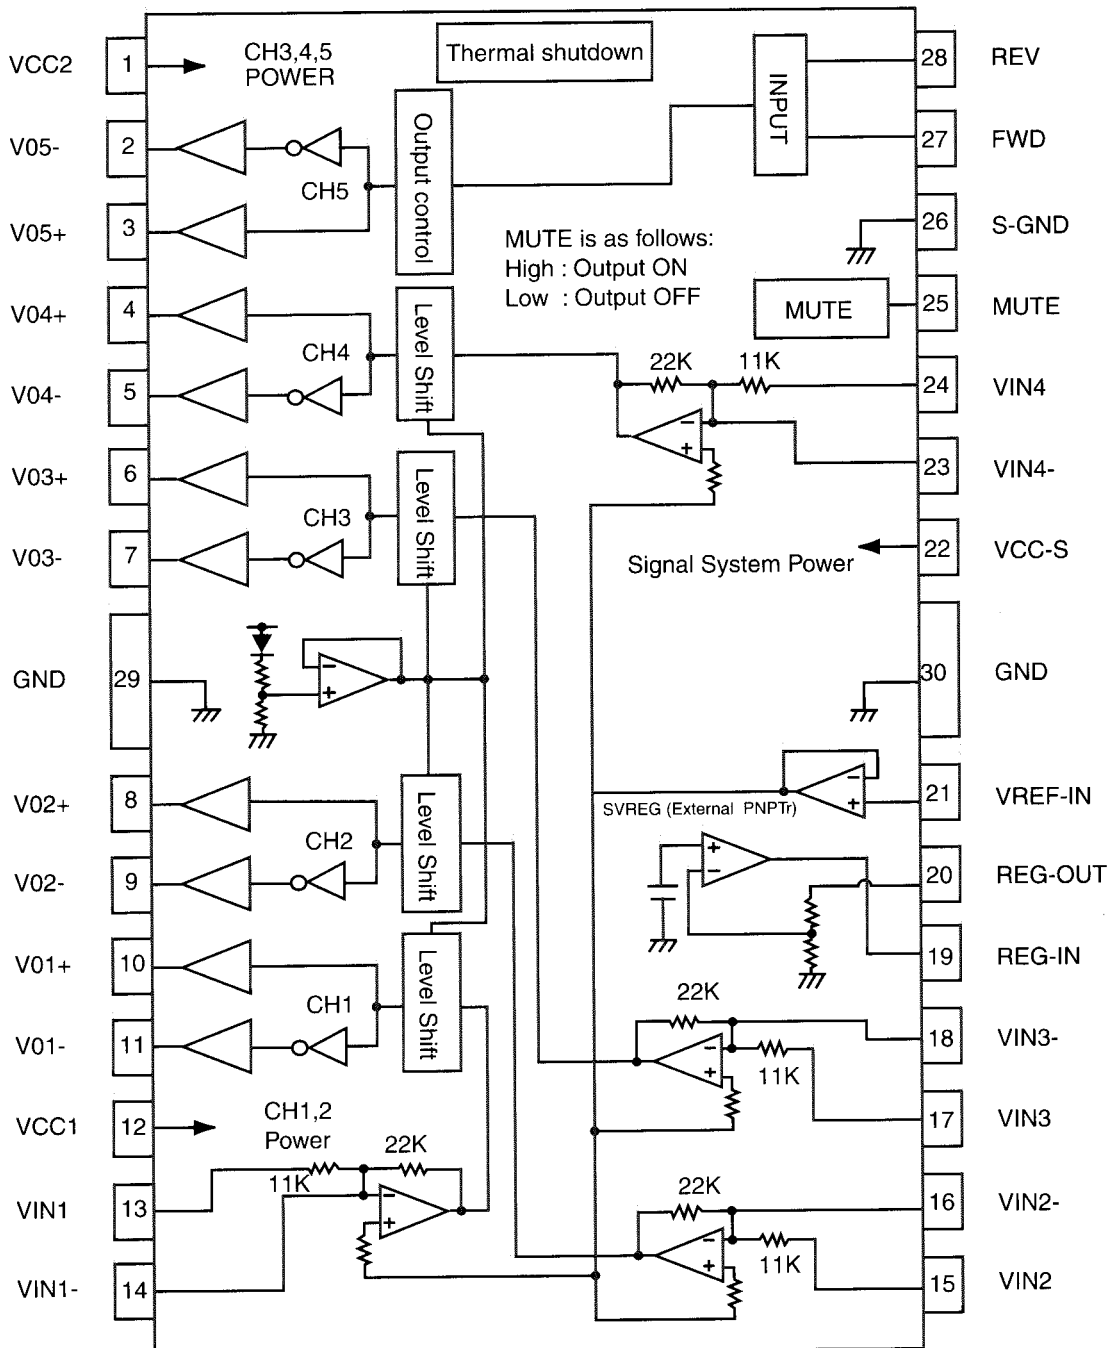 VCC2
1
CH3,4,5
POWER
Thermal shutdown
28
REV
INPUT
V05-
2
Output control
27
FWD
CH5
V05+
3
MUTE is as follows:
High : Output ON
Low : Output OFF
26
S-GND
V04+
4
Level Shift
MUTE
25
MUTE
CH4
22K
11K
24
VIN4
V04-
5
-
+
V03+
6
Level Shift
23
VIN4-
CH3
V03-
7
Signal System Power
22
VCC-S
GND
29
-
+
30
GND
V02+
8
Level Shift
SVREG (External PNPTr)
-
+
21
VREF-IN
CH2
V02-
9
+
-
20
REG-OUT
V01+
10
Level Shift
19
REG-IN
CH1
22K
V01-
11
-
+
11K
18
VIN3-
VCC1
12
CH1,2
Power
17
VIN3
22K
11K
VIN1
13
-
+
22K
16
VIN2-
-
+
11K
VIN1-
14
15
VIN2